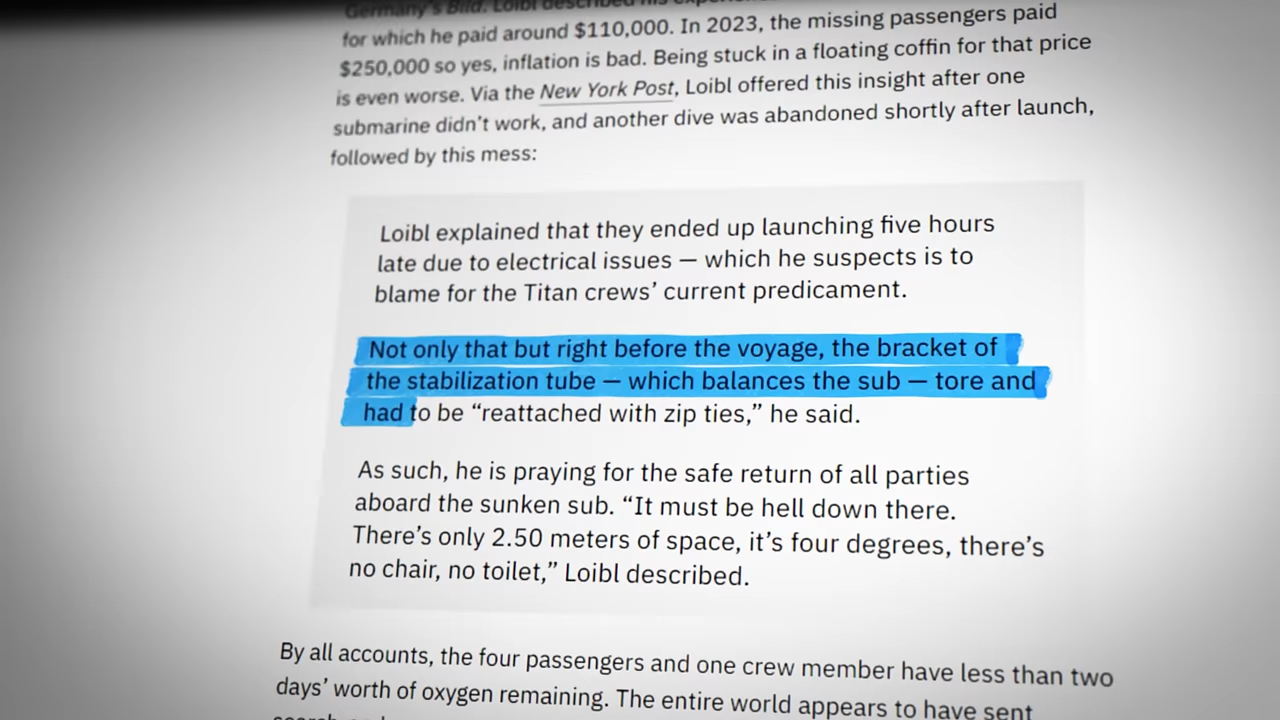 Germany's Bild. Loibl described his
for which he paid around $110,000. In 2023, the missing passengers paid
$250,000 so yes, inflation is bad. Being stuck in a floating coffin for that price
is even worse. Via the New York Post, Loibl offered this insight after one
submarine didn't work, and another dive was abandoned shortly after launch,
followed by this mess:
Loibl explained that they ended up launching five hours
late due to electrical issues — which he suspects is to
blame for the Titan crews' current predicament.
Not only that but right before the voyage, the bracket of
the stabilization tube — which balances the sub — tore and
had to be “reattached with zip ties,” he said.
As such, he is praying for the safe return of all parties
aboard the sunken sub. “It must be hell down there.
There's only 2.50 meters of space, it's four degrees, there's
no chair, no toilet,” Loibl described.
By all accounts, the four passengers and one crew member have less than two
days' worth of oxygen remaining. The entire world appears to have sent